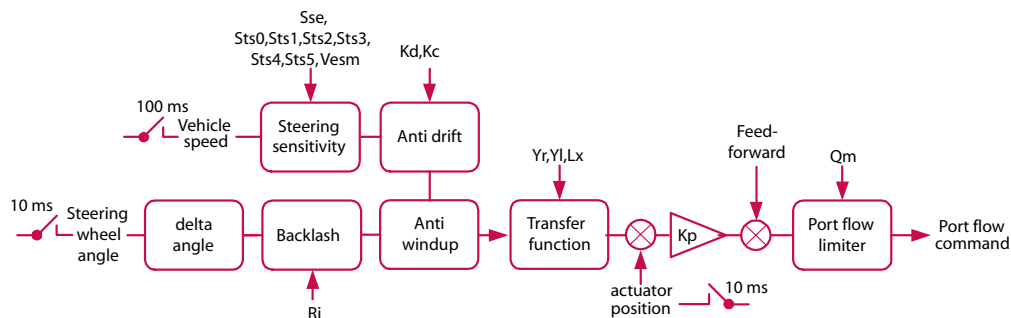 Sse,
Sts0,Sts1,Sts2,Sts3,
Sts4,Sts5,Vesm
Kd,Kc
100 ms
Vehicle
speed
Steering
sensitivity
Anti drift
Yr,Yl,Lx
Feed-
forward
Qm
10 ms
Steering
wheel
angle
delta
angle
Backlash
Anti
windup
Transfer
function
Kp
Port flow
limiter
Port flow
command
actuator
position
10 ms
Ri